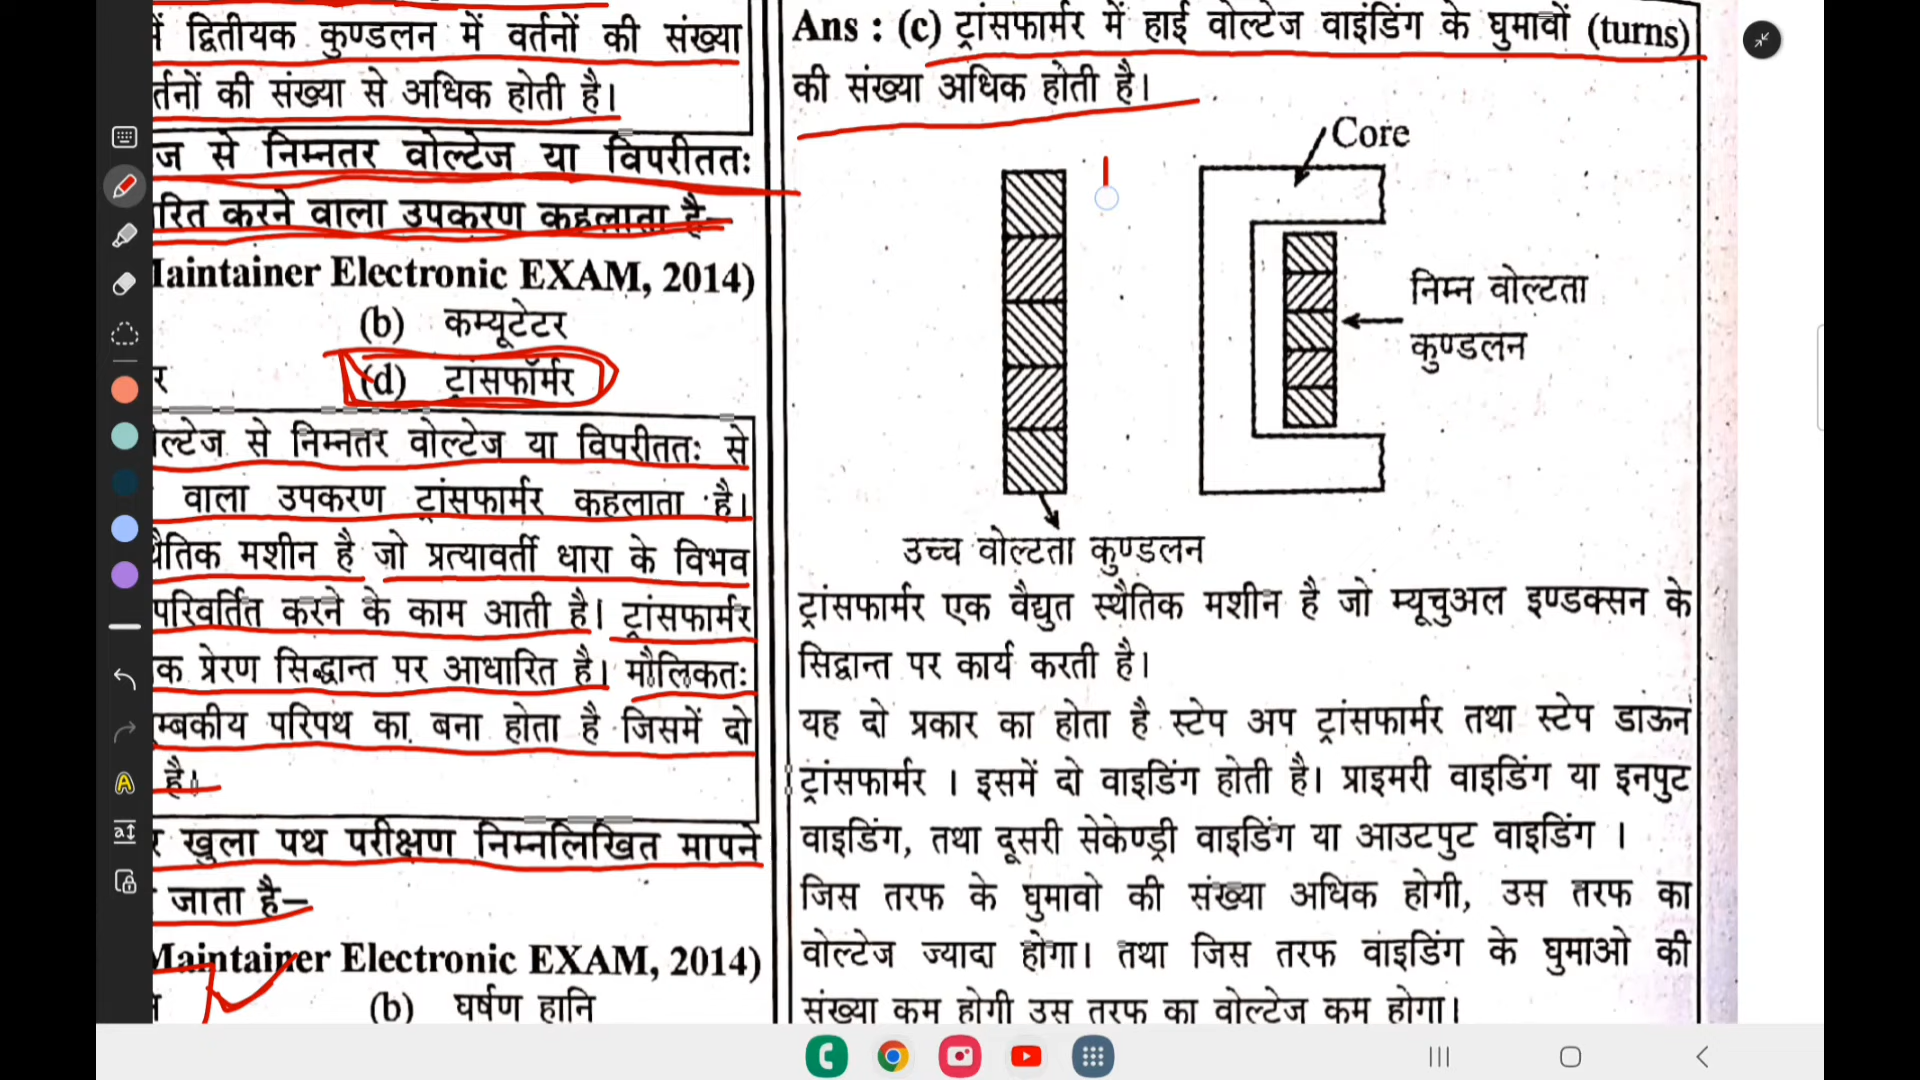 में द्वितीयक कुण्डलन में वर्तनों की संख्या
र्तनों की संख्या से अधिक होती है।
ज से निम्नतर वोल्टेज या विपरीततः
रित करने वाला उपकरण कहलाता है–
Maintainer Electronic EXAM, 2014)
(b) कम्यूटेटर
र (d) ट्रांसफॉर्मर
ल्टेज से निम्नतर वोल्टेज या विपरीततः से
वाला उपकरण ट्रांसफार्मर कहलाता है।
थैतिक मशीन है जो प्रत्यावर्ती धारा के विभव
परिवर्तित करने के काम आती है। ट्रांसफार्मर
क प्रेरण सिद्धान्त पर आधारित है। मौलिकतः
म्बकीय परिपथ का बना होता है जिसमें दो
है।
र खुला पथ परीक्षण निम्नलिखित मापने
जाता है–
Maintainer Electronic EXAM, 2014)
(b) घर्षण हानि
Ans : (c) ट्रांसफार्मर में हाई वोल्टेज वाइंडिंग के घुमावों (turns)
की संख्या अधिक होती है।
Core
निम्न वोल्टता
कुण्डलन
उच्च वोल्टता कुण्डलन
ट्रांसफार्मर एक वैद्युत स्थैतिक मशीन है जो म्यूचुअल इण्डक्सन के
सिद्वान्त पर कार्य करती है।
यह दो प्रकार का होता है स्टेप अप ट्रांसफार्मर तथा स्टेप डाऊन
ट्रांसफार्मर । इसमें दो वाइडिंग होती है। प्राइमरी वाइडिंग या इनपुट
वाइडिंग, तथा दूसरी सेकेण्ड्री वाइडिंग या आउटपुट वाइडिंग ।
जिस तरफ के घुमावो की संख्या अधिक होगी, उस तरफ का
वोल्टेज ज्यादा होगा। तथा जिस तरफ वाइडिंग के घुमाओ की
संख्या कम होगी उस तरफ का वोल्टेज कम होगा।